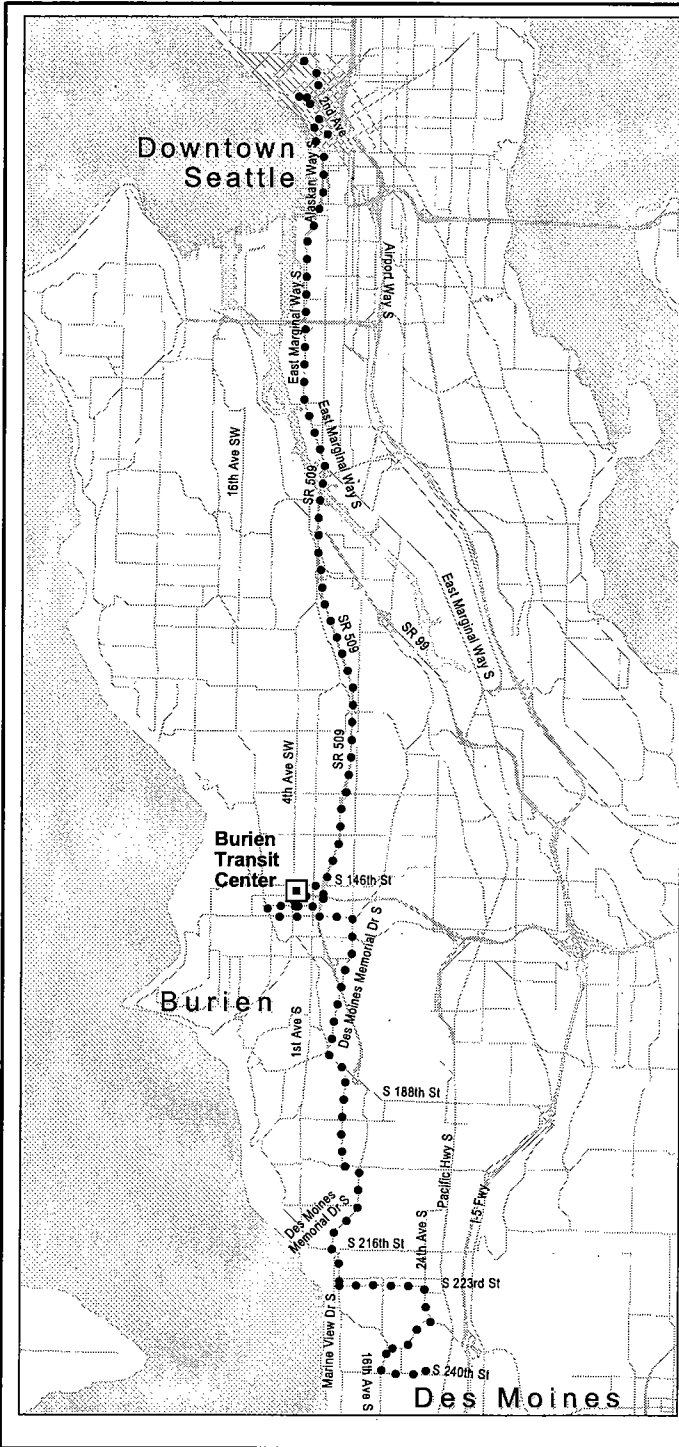 2nd Ave
Downtown
Seattle
Alaskan Way S
Airport Way S
East Marginal Way S
East Marginal Way S
16th Ave SW
SR 509
East Marginal Way S
SR 509
SR 99
4th Ave SW
SR 509
Burien
Transit
Center
S 146th St
Des Moines Memorial Dr S
Burien
1st Ave S
S 188th St
Pacific Hwy S
I-5 Fwy
Des Moines
Memorial Dr S
24th Ave S
S 216th St
S 223rd St
Marine View Dr S
16th Ave S
S 240th St
Des Moines